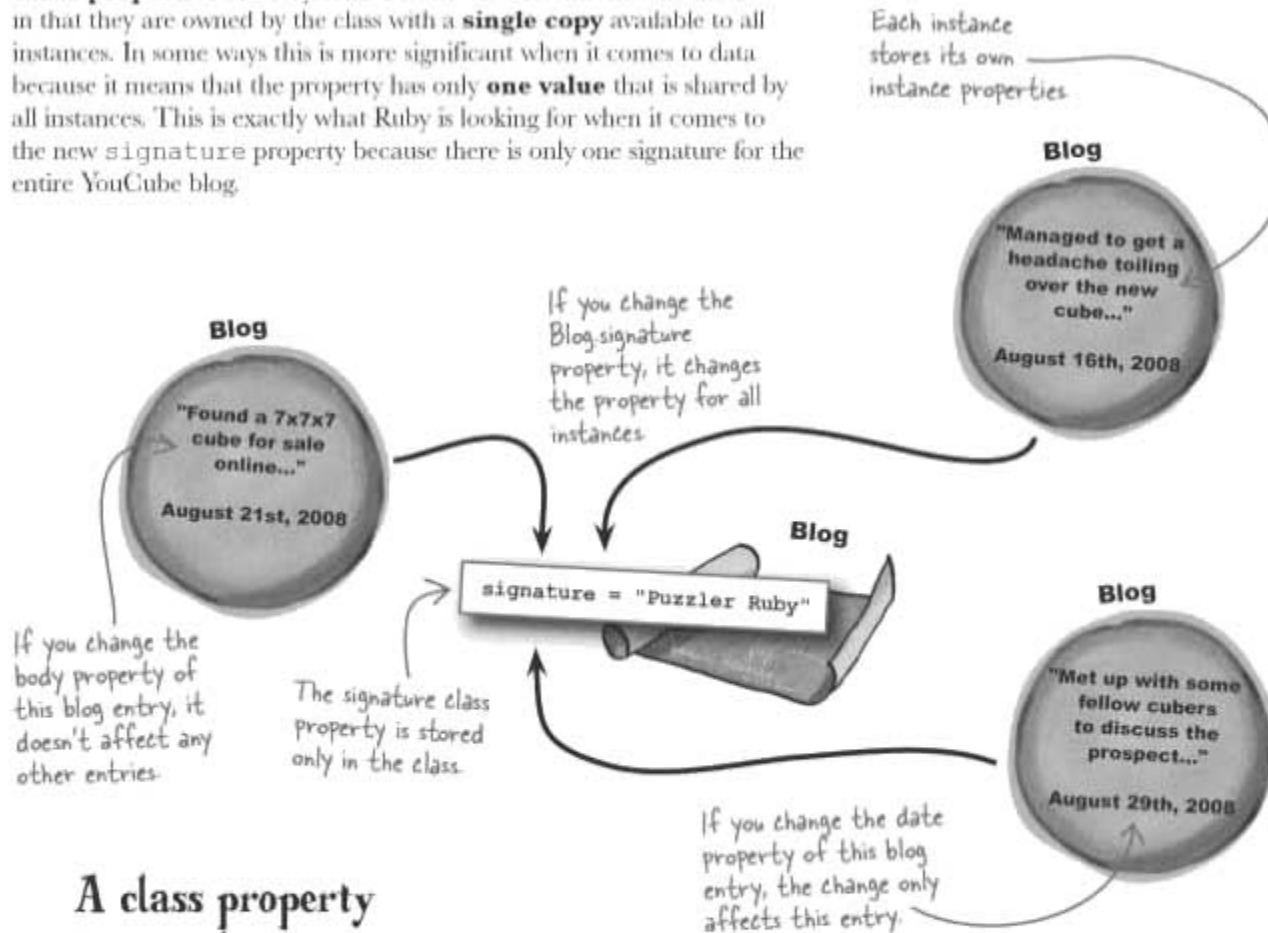 in that they are owned by the class with a single copy available to all
instances. In some ways this is more significant when it comes to data
because it means that the property has only one value that is shared by
all instances. This is exactly what Ruby is looking for when it comes to
the new signature property because there is only one signature for the
entire YouCube blog.
Each instance
stores its own
instance properties.
Blog
"Managed to get a
headache toiling
over the new
cube..."
August 16th, 2008
If you change the
Blog.signature
property, it changes
the property for all
instances.
Blog
"Found a 7x7x7
cube for sale
online..."
August 21st, 2008
Blog
signature = "Puzzler Ruby"
If you change the
body property of
this blog entry, it
doesn't affect any
other entries.
The signature class
property is stored
only in the class.
Blog
"Met up with some
fellow cubers
to discuss the
prospect..."
August 29th, 2008
If you change the date
property of this blog
entry, the change only
affects this entry.
A class property